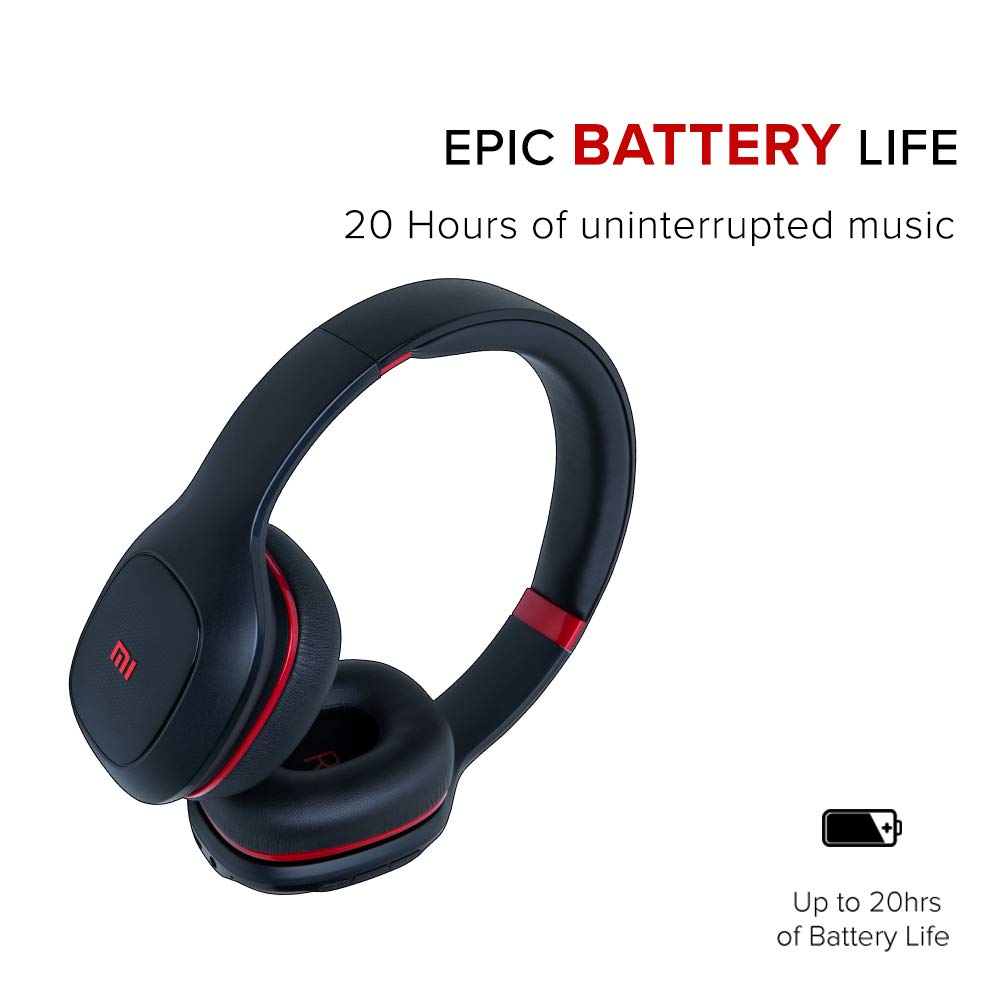 EPIC BATTERY LIFE
20 Hours of uninterrupted music
MI
R
Up to 20hrs
of Battery Life